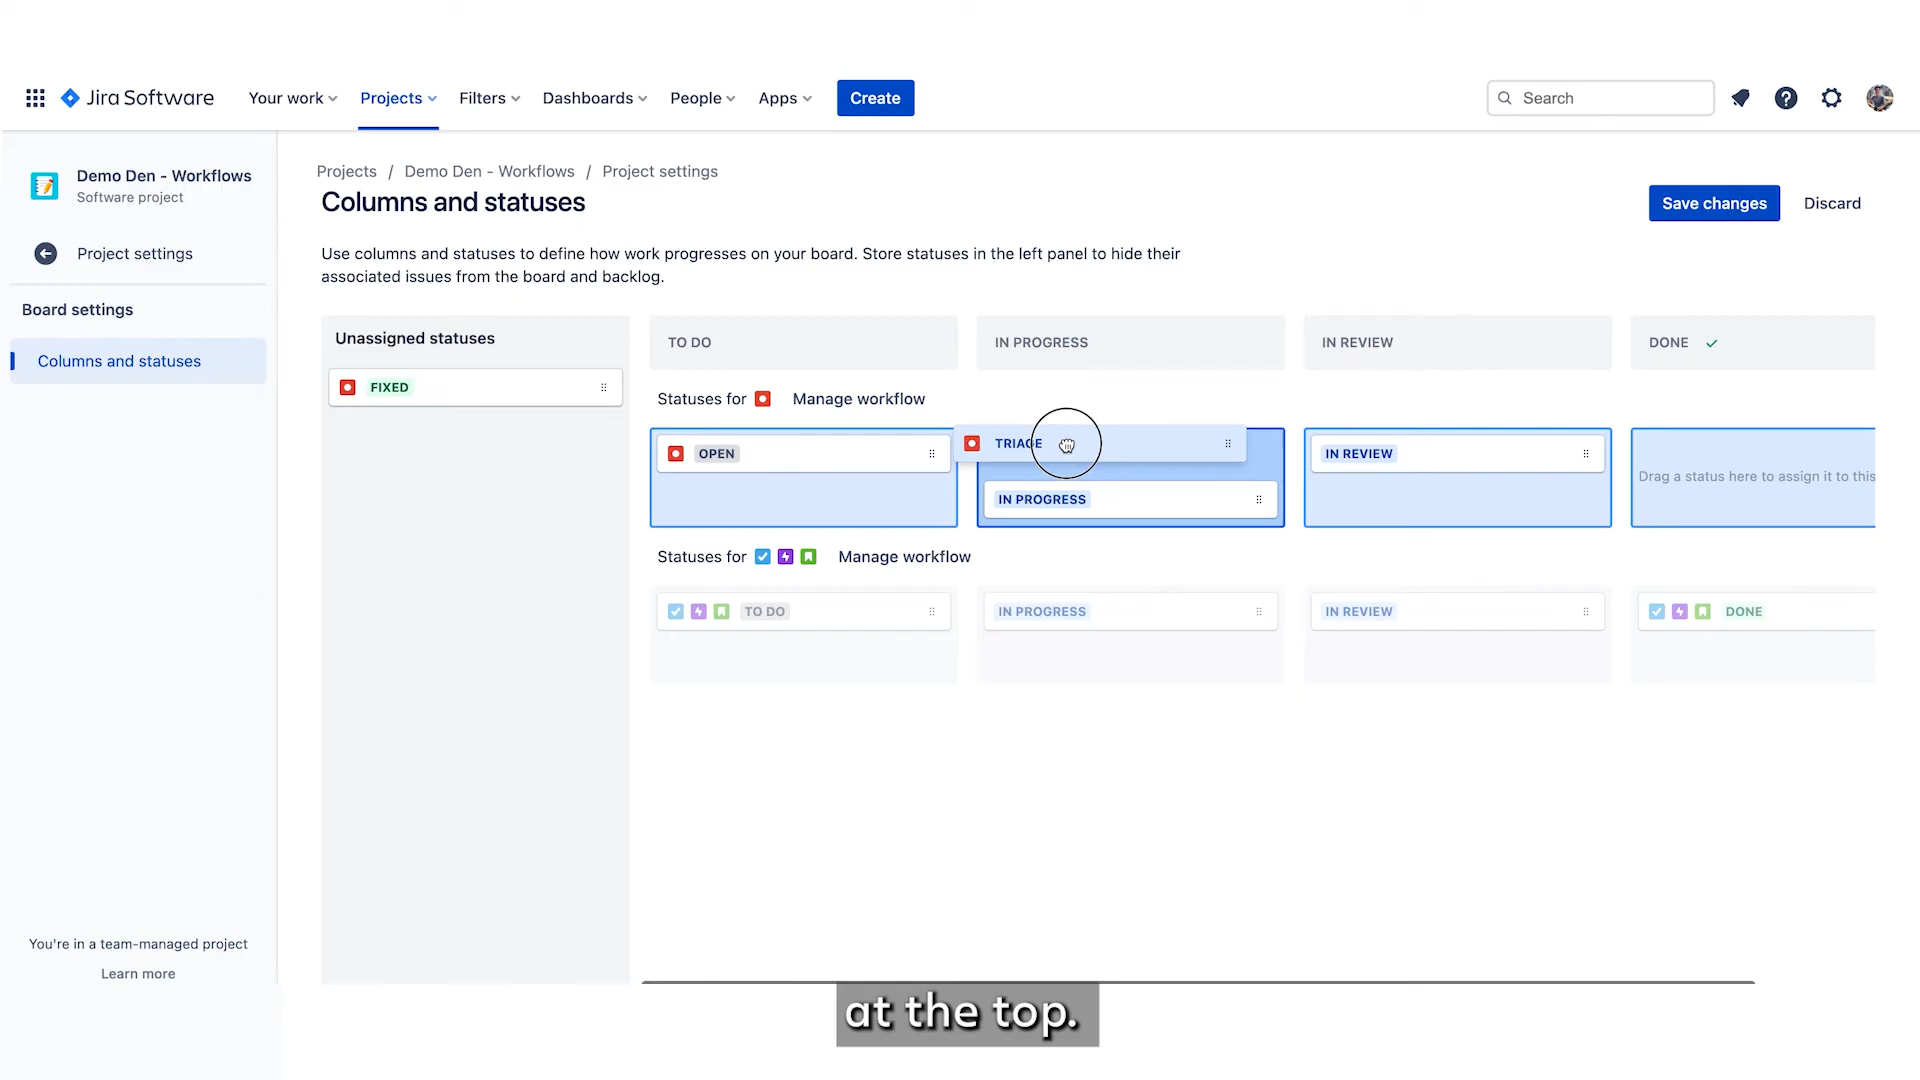 Jira Software Your work Projects Filters Dashboards People Apps Create Search
Demo Den - Workflows
Software project
Project settings
Board settings
Columns and statuses
You're in a team-managed project
Learn more
Projects / Demo Den - Workflows / Project settings
Columns and statuses
Save changes Discard
Use columns and statuses to define how work progresses on your board. Store statuses in the left panel to hide their
associated issues from the board and backlog.
Unassigned statuses
FIXED
TO DO IN PROGRESS IN REVIEW DONE
Statuses for Manage workflow
OPEN TRIAGE IN REVIEW
Drag a status here to assign it to this
IN PROGRESS
Statuses for Manage workflow
TO DO IN PROGRESS IN REVIEW DONE
at the top.